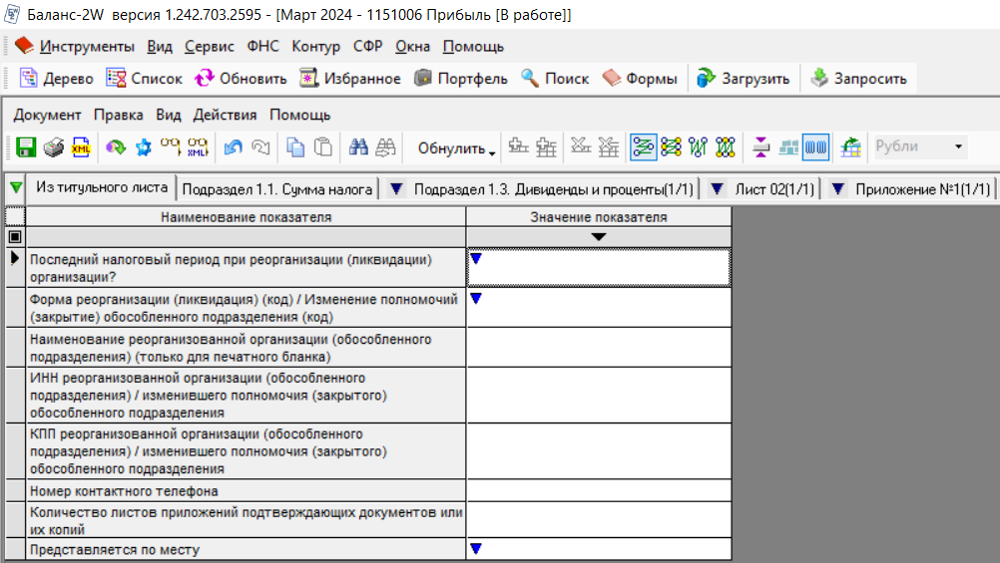 Баланс-2W версия 1.242.703.2595 - [Март 2024 - 1151006 Прибыль [В работе]]
Инструменты Вид Сервис ФНС Контур СФР Окна Помощь
Дерево Список Обновить Избранное Портфель Поиск Формы Загрузить Запросить
Документ Правка Вид Действия Помощь
XML XML Обнулить Рубли
Из титульного листа Подраздел 1.1. Сумма налога Подраздел 1.3. Дивиденды и проценты(1/1) Лист 02(1/1) Приложение №1(1/1)
Наименование показателя Значение показателя
Последний налоговый период при реорганизации (ликвидации)
организации?
Форма реорганизации (ликвидация) (код) / Изменение полномочий
(закрытие) обособленного подразделения (код)
Наименование реорганизованной организации (обособленного
подразделения) (только для печатного бланка)
ИНН реорганизованной организации (обособленного
подразделения) / изменившего полномочия (закрытого)
обособленного подразделения
КПП реорганизованной организации (обособленного
подразделения) / изменившего полномочия (закрытого)
обособленного подразделения
Номер контактного телефона
Количество листов приложений подтверждающих документов или
их копий
Представляется по месту